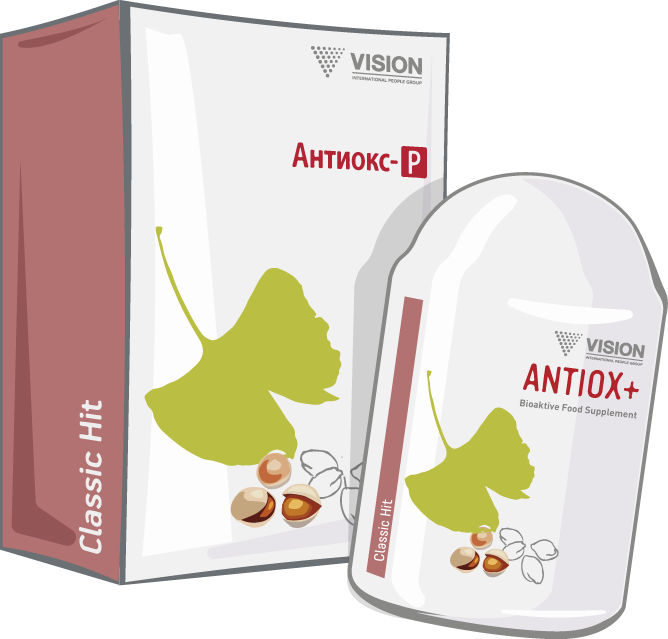 VISION
INTERNATIONAL PEOPLE GROUP
Антиокс-Р
Classic Hit
VISION
INTERNATIONAL PEOPLE GROUP
ANTIOX+
Bioaktive Food Supplement
Classic Hit